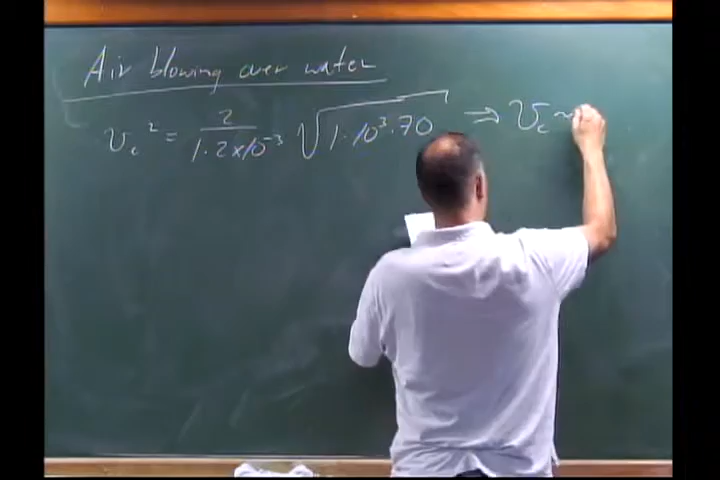 Air blowing over water
v_c² = 2 / 1.2×10⁻³ √1·10³·70 ⇒ v_c ~